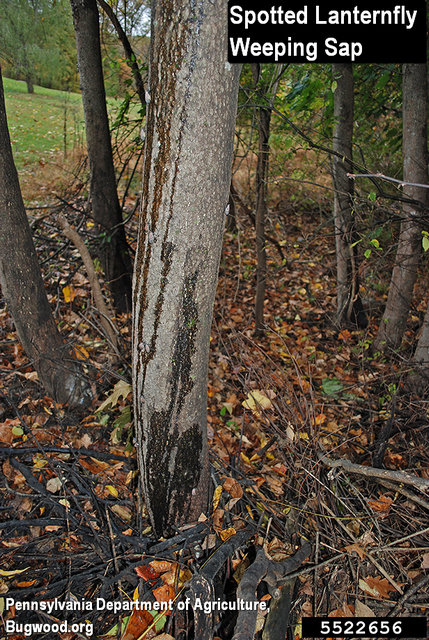 Spotted Lanternfly
Weeping Sap
Pennsylvania Department of Agriculture,
Bugwood.org
5522656